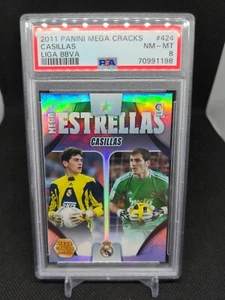 2011 PANINI MEGA CRACKS #424
CASILLAS NM - MT
LIGA BBVA 8
PSA 70991198
MEGA
ESTRELLAS
CASILLAS